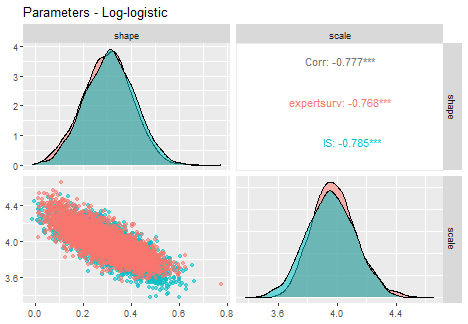 Parameters - Log-logistic
shape
scale
4
3
2
1
0
Corr: -0.777***
expertsurv: -0.768***
IS: -0.785***
shape
4.4
4.0
3.6
scale
0.0 0.2 0.4 0.6 0.8
3.6 4.0 4.4